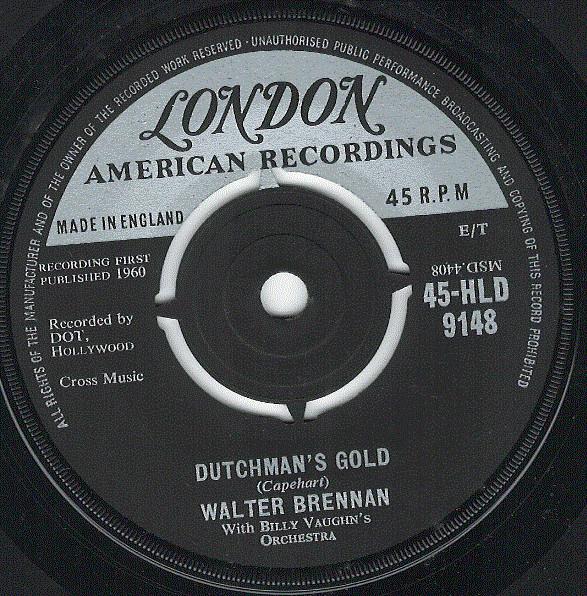 ALL RIGHTS OF THE MANUFACTURER AND OF THE OWNER OF THE RECORDED WORK RESERVED · UNAUTHORISED PUBLIC PERFORMANCE BROADCASTING AND COPYING OF THIS RECORD PROHIBITED
LONDON
AMERICAN RECORDINGS
MADE IN ENGLAND
45 R.P.M
E/T
RECORDING FIRST
PUBLISHED 1960
MSD.4408
45-HLD
9148
Recorded by
DOT,
HOLLYWOOD
Cross Music
DUTCHMAN'S GOLD
(Capehart)
WALTER BRENNAN
With BILLY VAUGHN'S
ORCHESTRA